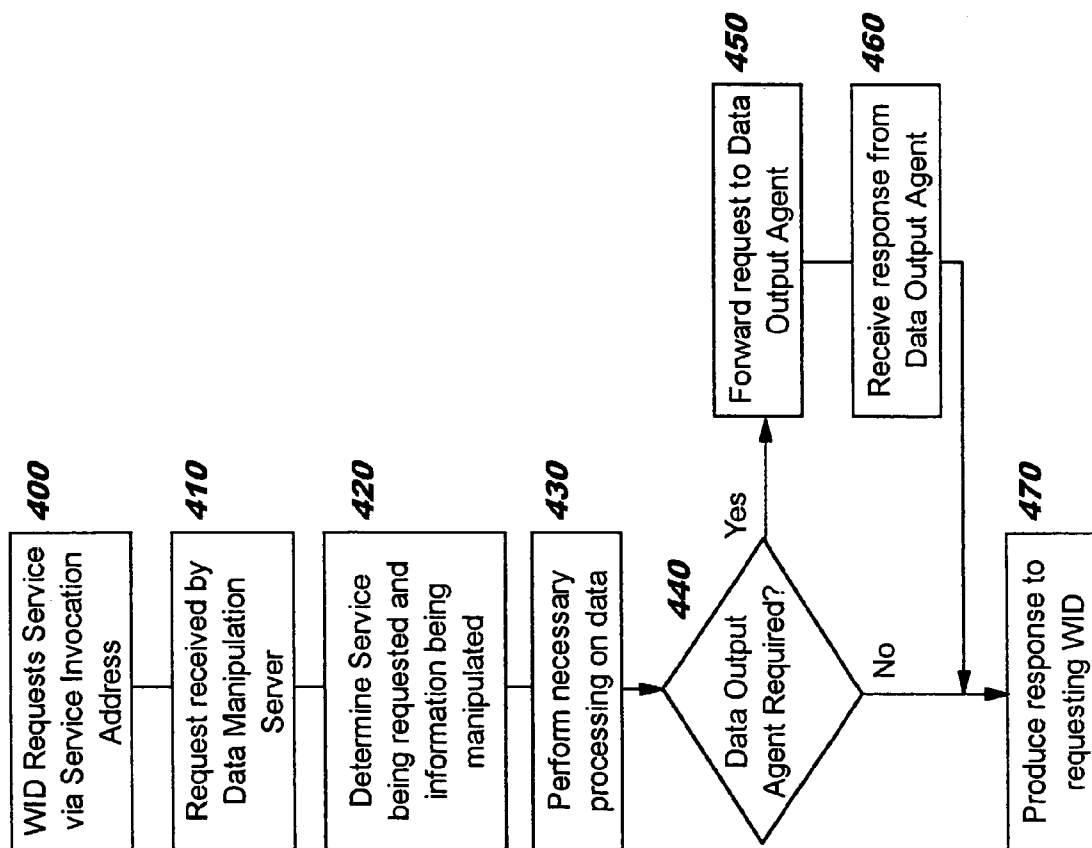 400
WID Requests Service
via Service Invocation
Address
410
Request received by
Data Manipulation
Server
420
Determine Service
being requested and
information being
manipulated
430
Perform necessary
processing on data
440
Data Output
Agent Required?
Yes
No
450
Forward request to Data
Output Agent
460
Receive response from
Data Output Agent
470
Produce response to
requesting WID